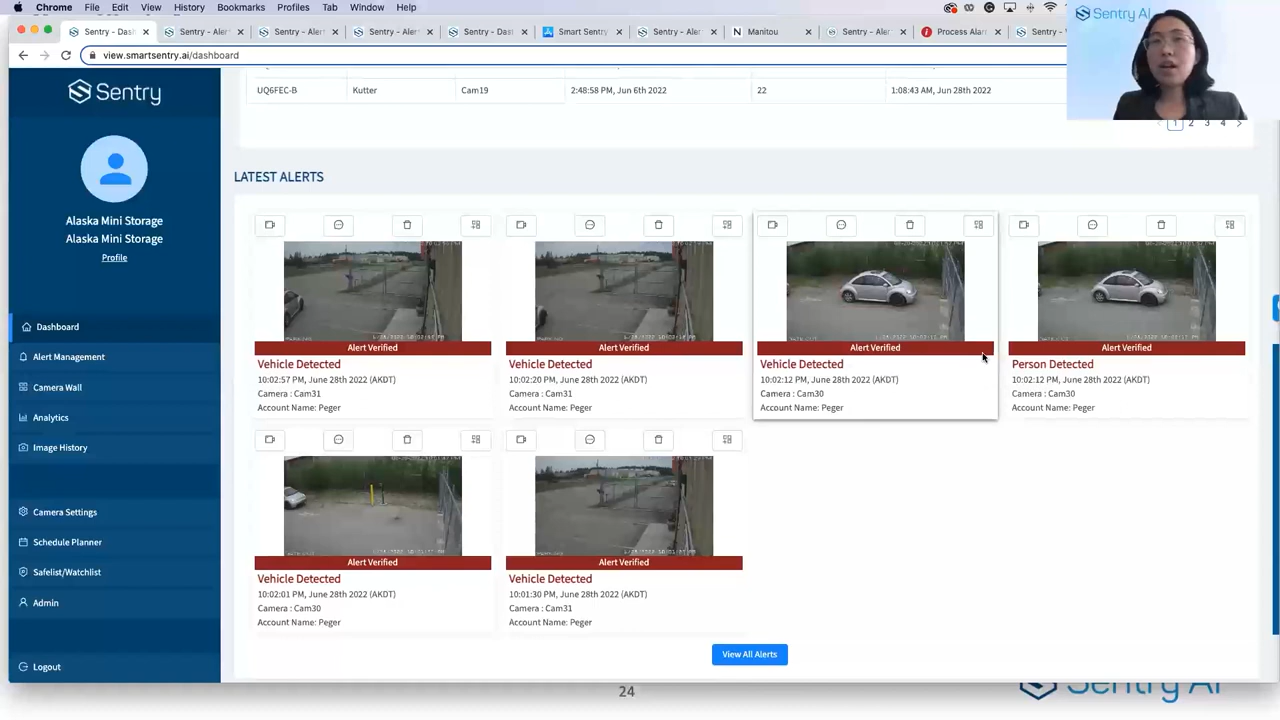 Chrome File Edit View History Bookmarks Profiles Tab Window Help
Sentry - Dash × Sentry - Aler × Sentry - Alert × Sentry - Alert × Sentry - Das × Smart Sentry × Sentry - Aler × Manitou × Sentry - Aler × Process Alar × Sentry
view.smartsentry.ai/dashboard
Sentry AI
Sentry
UQ6FEC-B Kutter Cam19 2:48:58 PM, Jun 6th 2022 22 1:08:43 AM, Jun 28th 2022
1 2 3 4
Alaska Mini Storage
Alaska Mini Storage
Profile
Dashboard
Alert Management
Camera Wall
Analytics
Image History
Camera Settings
Schedule Planner
Safelist/Watchlist
Admin
Logout
LATEST ALERTS
Alert Verified
Vehicle Detected
10:02:57 PM, June 28th 2022 (AKDT)
Camera : Cam31
Account Name: Peger
Alert Verified
Vehicle Detected
10:02:20 PM, June 28th 2022 (AKDT)
Camera : Cam31
Account Name: Peger
Alert Verified
Vehicle Detected
10:02:12 PM, June 28th 2022 (AKDT)
Camera : Cam30
Account Name: Peger
Alert Verified
Person Detected
10:02:12 PM, June 28th 2022 (AKDT)
Camera : Cam30
Account Name: Peger
Alert Verified
Vehicle Detected
10:02:01 PM, June 28th 2022 (AKDT)
Camera : Cam30
Account Name: Peger
Alert Verified
Vehicle Detected
10:01:30 PM, June 28th 2022 (AKDT)
Camera : Cam31
Account Name: Peger
View All Alerts
24
Sentry AI